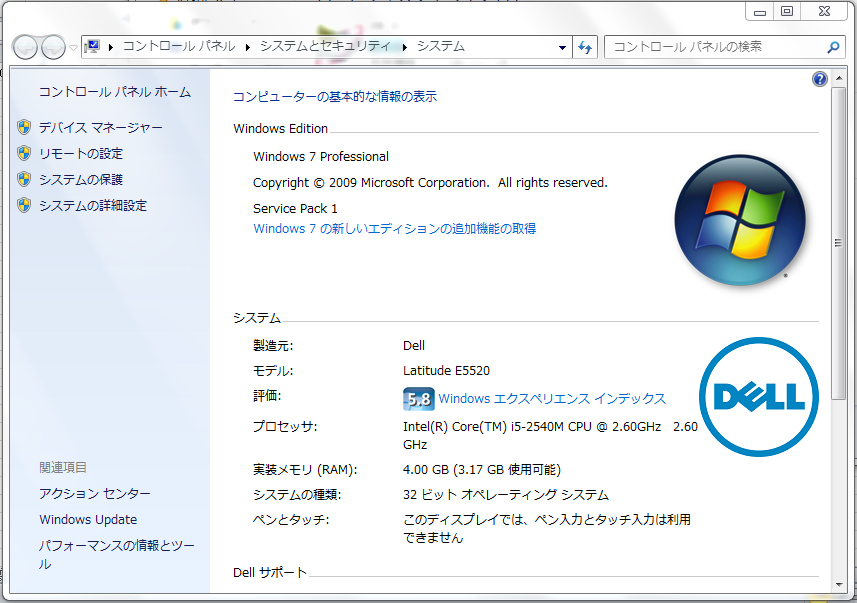 コントロール パネル ▶ システムとセキュリティ ▶ システム
コントロール パネルの検索
コントロール パネル ホーム
デバイス マネージャー
リモートの設定
システムの保護
システムの詳細設定
コンピューターの基本的な情報の表示
Windows Edition
Windows 7 Professional
Copyright © 2009 Microsoft Corporation. All rights reserved.
Service Pack 1
Windows 7 の新しいエディションの追加機能の取得
システム
製造元: Dell
モデル: Latitude E5520
評価: 5.8 Windows エクスペリエンス インデックス
プロセッサ: Intel(R) Core(TM) i5-2540M CPU @ 2.60GHz 2.60
GHz
実装メモリ (RAM): 4.00 GB (3.17 GB 使用可能)
システムの種類: 32 ビット オペレーティング システム
ペンとタッチ: このディスプレイでは、ペン入力とタッチ入力は利用
できません
DELL
Dell サポート
関連項目
アクション センター
Windows Update
パフォーマンスの情報とツー
ル